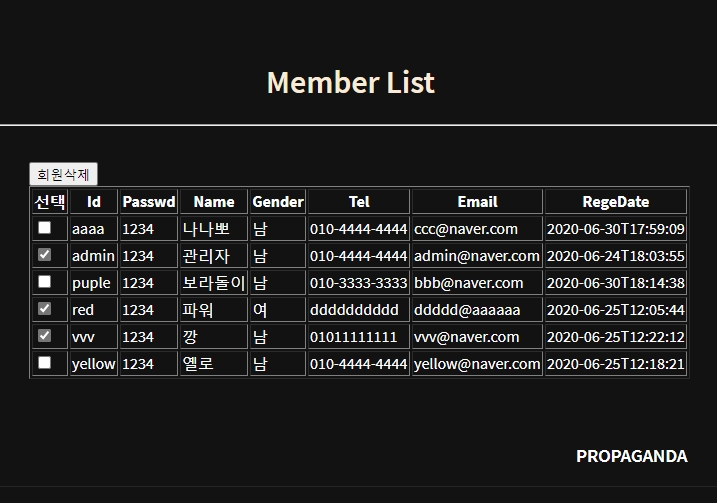 Member List
회원삭제
선택 Id Passwd Name Gender Tel Email RegeDate
aaaa 1234 나나뽀 남 010-4444-4444 ccc@naver.com 2020-06-30T17:59:09
admin 1234 관리자 남 010-4444-4444 admin@naver.com 2020-06-24T18:03:55
puple 1234 보라돌이 남 010-3333-3333 bbb@naver.com 2020-06-30T18:14:38
red 1234 파워 여 dddddddddd ddddd@aaaaaa 2020-06-25T12:05:44
vvv 1234 깡 남 01011111111 vvv@naver.com 2020-06-25T12:22:12
yellow 1234 옐로 남 010-4444-4444 yellow@naver.com 2020-06-25T12:18:21
PROPAGANDA